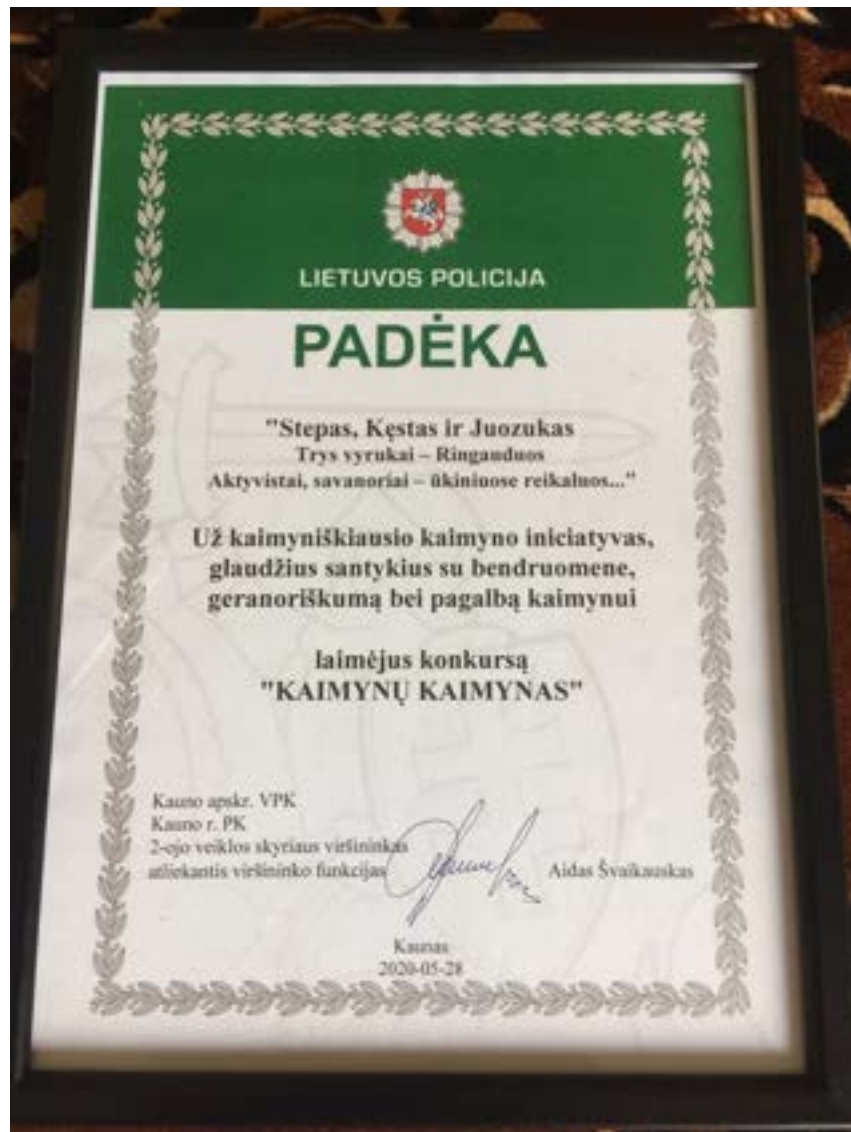 LIETUVOS POLICIJA
PADĖKA
"Stepas, Kęstas ir Juozukas
Trys vyrukai – Ringauduos
Aktyvistai, savanoriai – ūkiniuose reikaluos..."
Už kaimyniškiausio kaimyno iniciatyvas,
glaudžius santykius su bendruomene,
geranoriškumą bei pagalbą kaimynui
laimėjus konkursą
"KAIMYNŲ KAIMYNAS"
Kauno apskr. VPK
Kauno r. PK
2-ojo veiklos skyriaus viršininkas
atliekantis viršininko funkcijas
Aidas Švaikauskas
Kaunas
2020-05-28